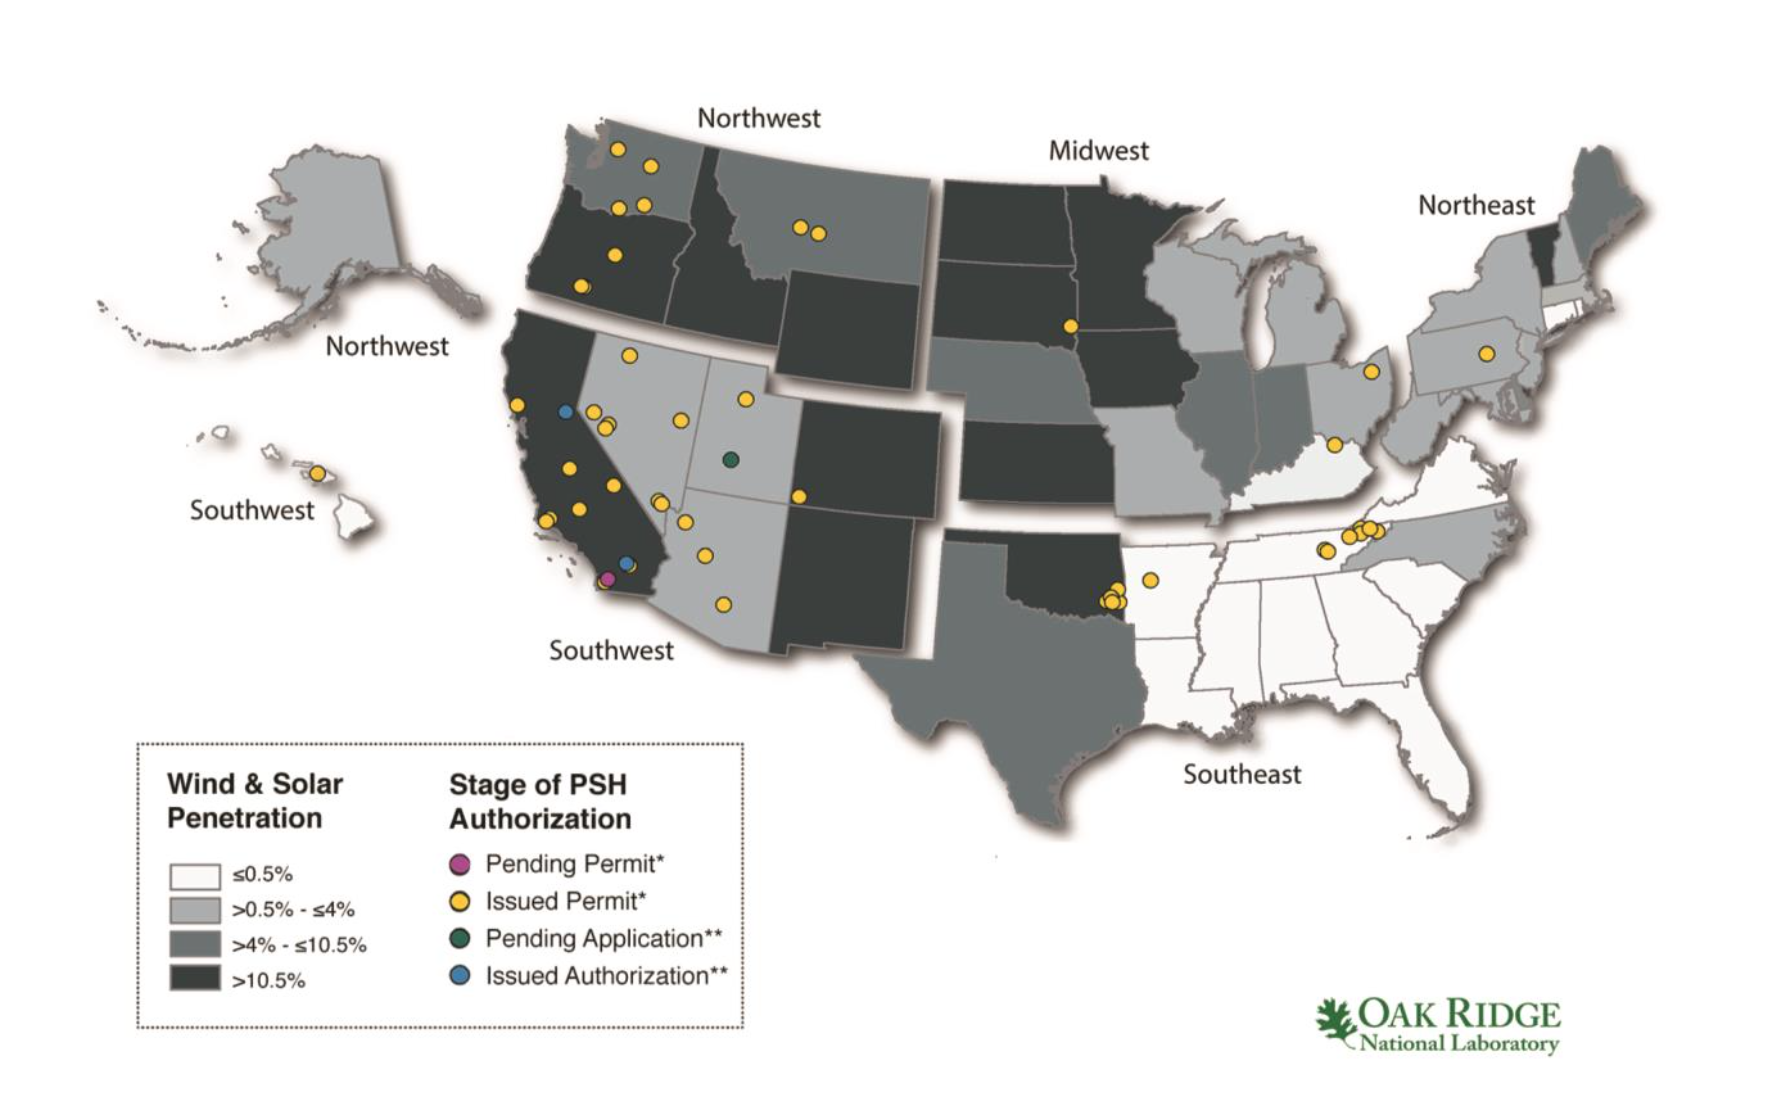 Northwest
Midwest
Northeast
Northwest
Southwest
Southwest
Southeast
Wind & Solar
Penetration
≤0.5%
>0.5% - ≤4%
>4% - ≤10.5%
>10.5%
Stage of PSH
Authorization
Pending Permit*
Issued Permit*
Pending Application**
Issued Authorization**
OAK RIDGE
National Laboratory